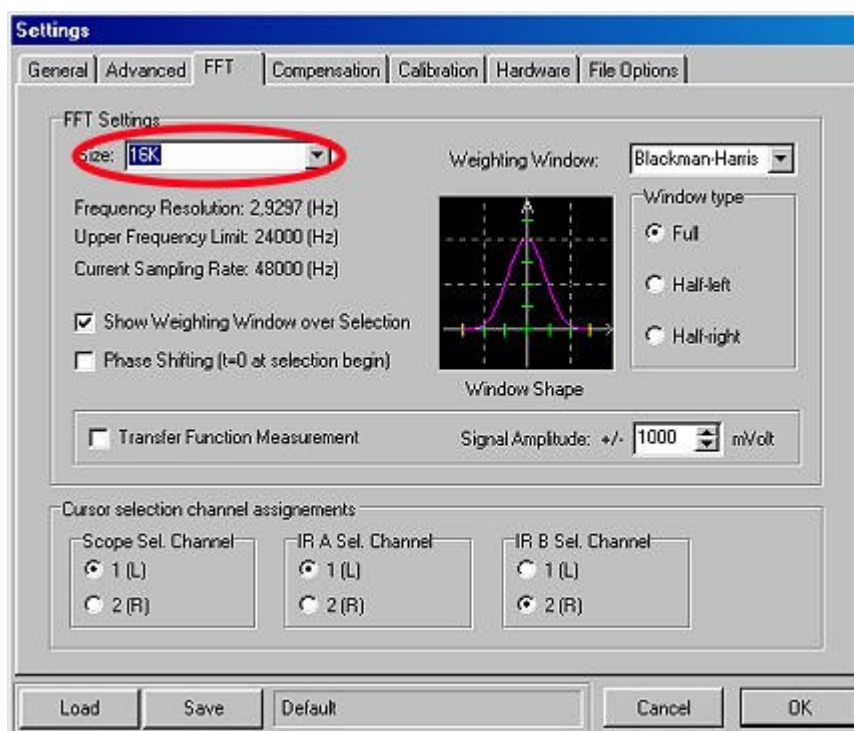 Settings
General Advanced FFT Compensation Calibration Hardware File Options
FFT Settings
Size: 16K
Weighting Window: Blackman-Harris
Frequency Resolution: 2,9297 (Hz)
Upper Frequency Limit: 24000 (Hz)
Current Sampling Rate: 48000 (Hz)
Show Weighting Window over Selection
Phase Shifting (t=0 at selection begin)
Window Shape
Window type
Full
Half-left
Half-right
Transfer Function Measurement
Signal Amplitude: +/- 1000 mVolt
Cursor selection channel assignements
Scope Sel. Channel
1 (L)
2 (R)
IR A Sel. Channel
1 (L)
2 (R)
IR B Sel. Channel
1 (L)
2 (R)
Load Save Default Cancel OK